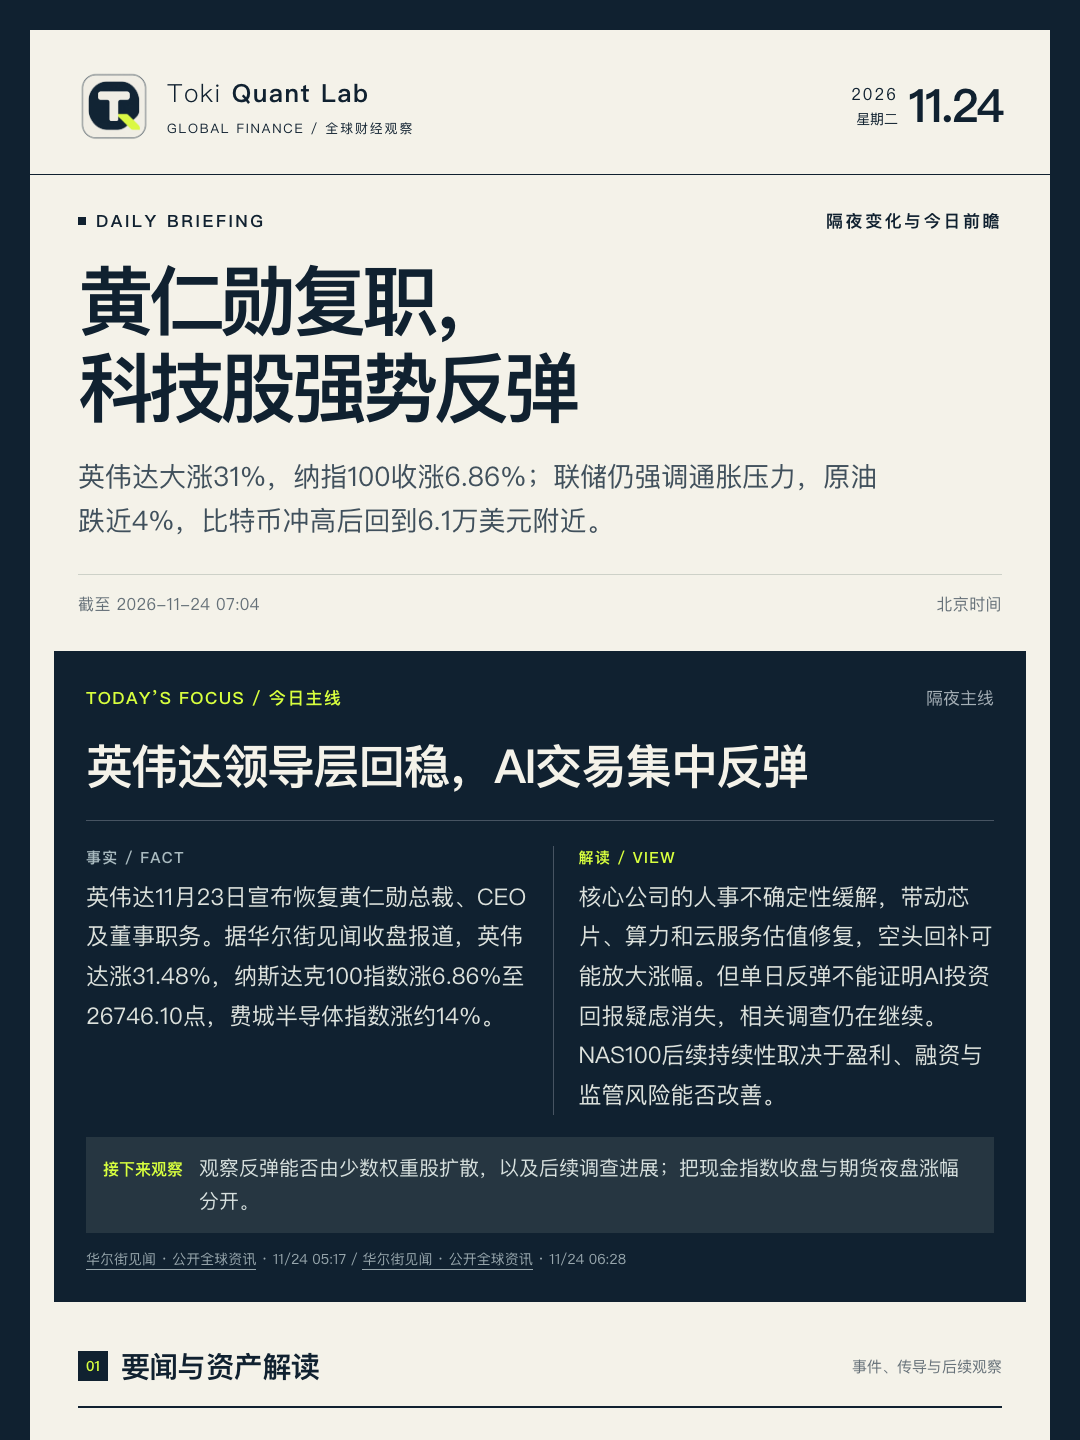 Toki Quant Lab
GLOBAL FINANCE / 全球财经观察
2026
星期二
11.24
DAILY BRIEFING
隔夜变化与今日前瞻
黄仁勋复职，
科技股强势反弹
英伟达大涨31%，纳指100收涨6.86%；联储仍强调通胀压力，原油
跌近4%，比特币冲高后回到6.1万美元附近。
截至 2026-11-24 07:04
北京时间
TODAY’S FOCUS / 今日主线
隔夜主线
英伟达领导层回稳，AI交易集中反弹
事实 / FACT
英伟达11月23日宣布恢复黄仁勋总裁、CEO
及董事职务。据华尔街见闻收盘报道，英伟
达涨31.48%，纳斯达克100指数涨6.86%至
26746.10点，费城半导体指数涨约14%。
解读 / VIEW
核心公司的人事不确定性缓解，带动芯
片、算力和云服务估值修复，空头回补可
能放大涨幅。但单日反弹不能证明AI投资
回报疑虑消失，相关调查仍在继续。
NAS100后续持续性取决于盈利、融资与
监管风险能否改善。
接下来观察
观察反弹能否由少数权重股扩散，以及后续调查进展；把现金指数收盘与期货夜盘涨幅
分开。
华尔街见闻 · 公开全球资讯 · 11/24 05:17 / 华尔街见闻 · 公开全球资讯 · 11/24 06:28
01
要闻与资产解读
事件、传导与后续观察